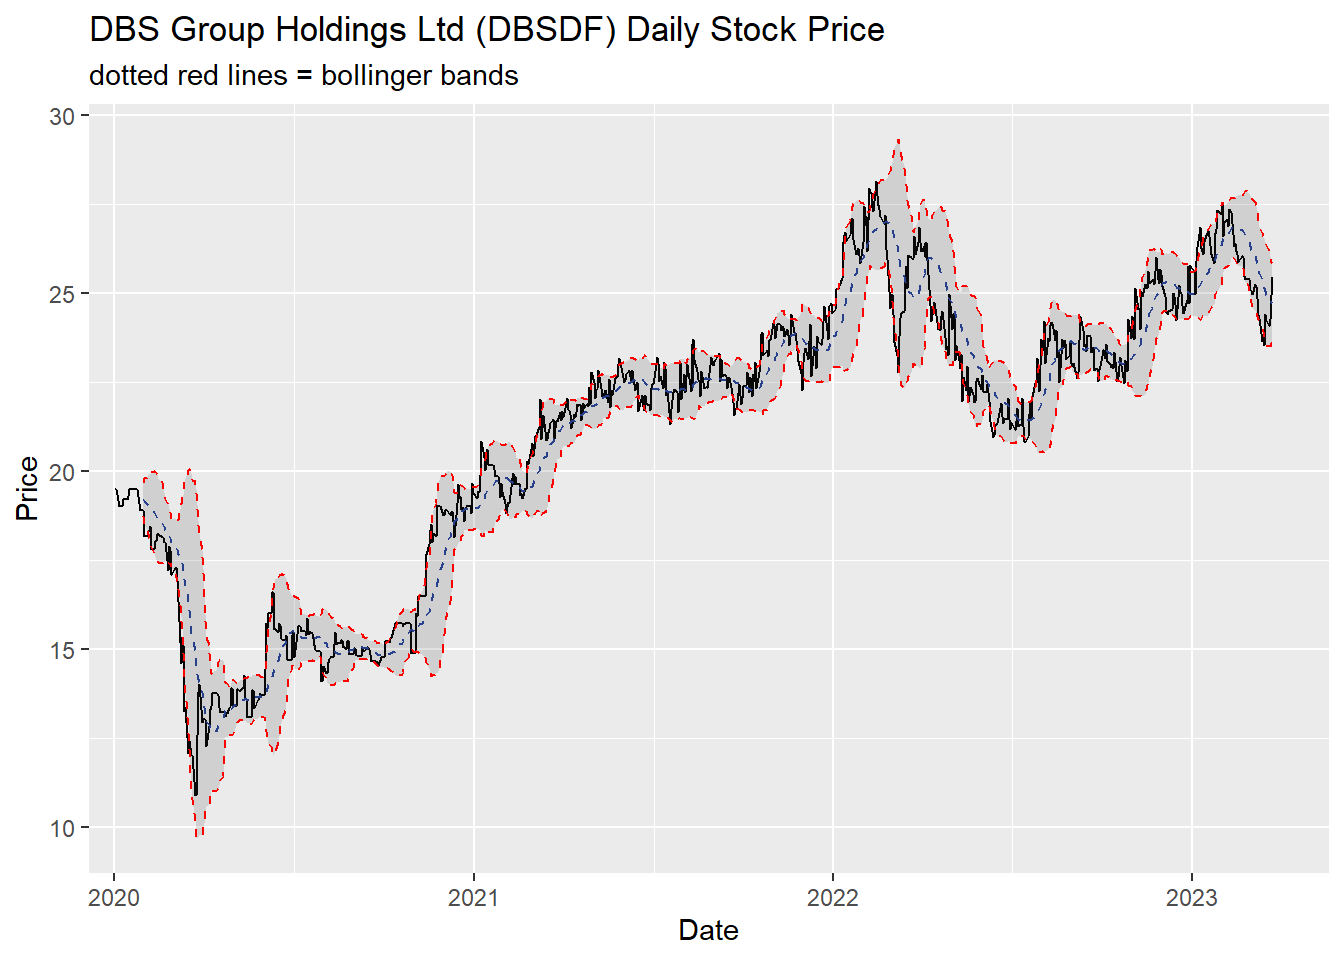 DBS Group Holdings Ltd (DBSDF) Daily Stock Price
dotted red lines = bollinger bands
30
25
20
15
10
Price
2020
2021
2022
2023
Date